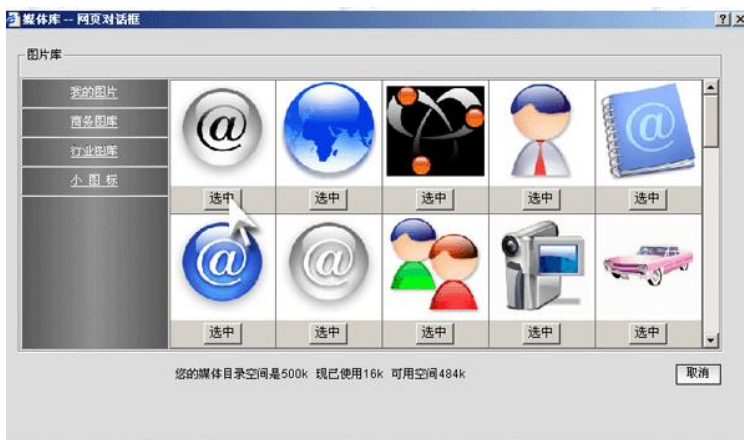 媒体库 -- 网页对话框
图片库
我的图片
商务图库
行业图库
小 图 标
@
@
选中 选中 选中 选中 选中
@ @
选中 选中 选中 选中 选中
您的媒体目录空间是500k 现已使用16k 可用空间484k
取消